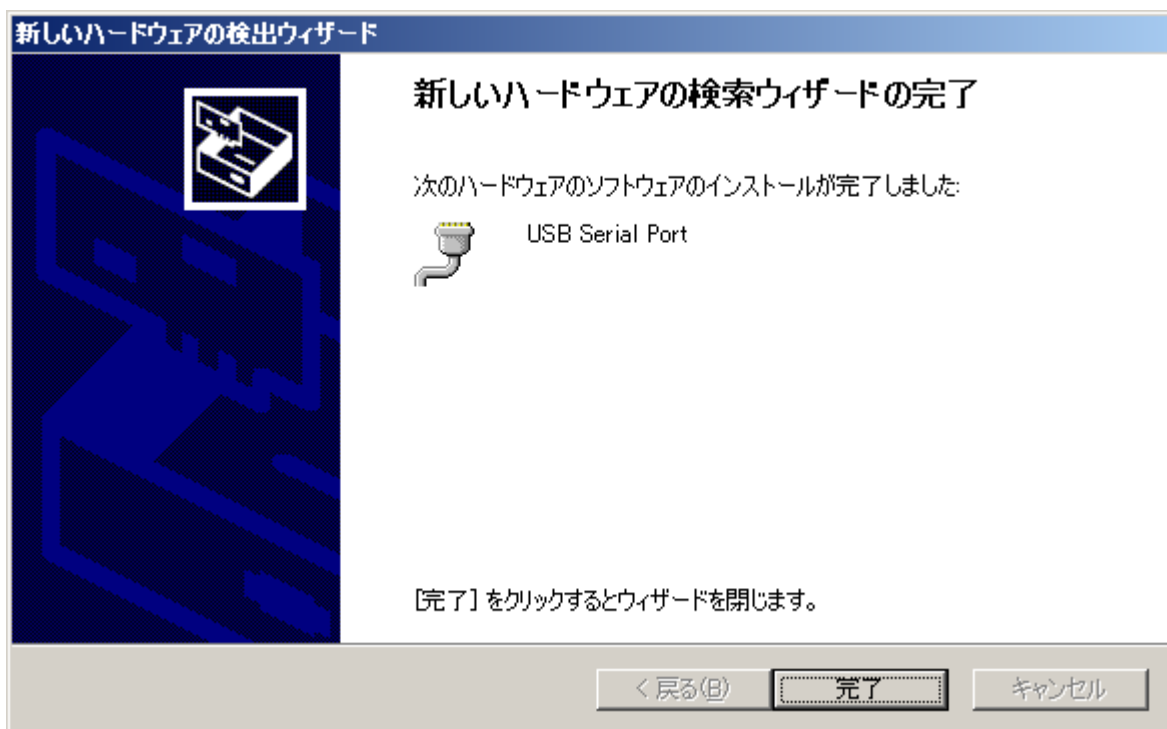 新しいハードウェアの検出ウィザード
新しいハードウェアの検索ウィザードの完了
次のハードウェアのソフトウェアのインストールが完了しました:
USB Serial Port
[完了] をクリックするとウィザードを閉じます。
< 戻る(B)
完了
キャンセル